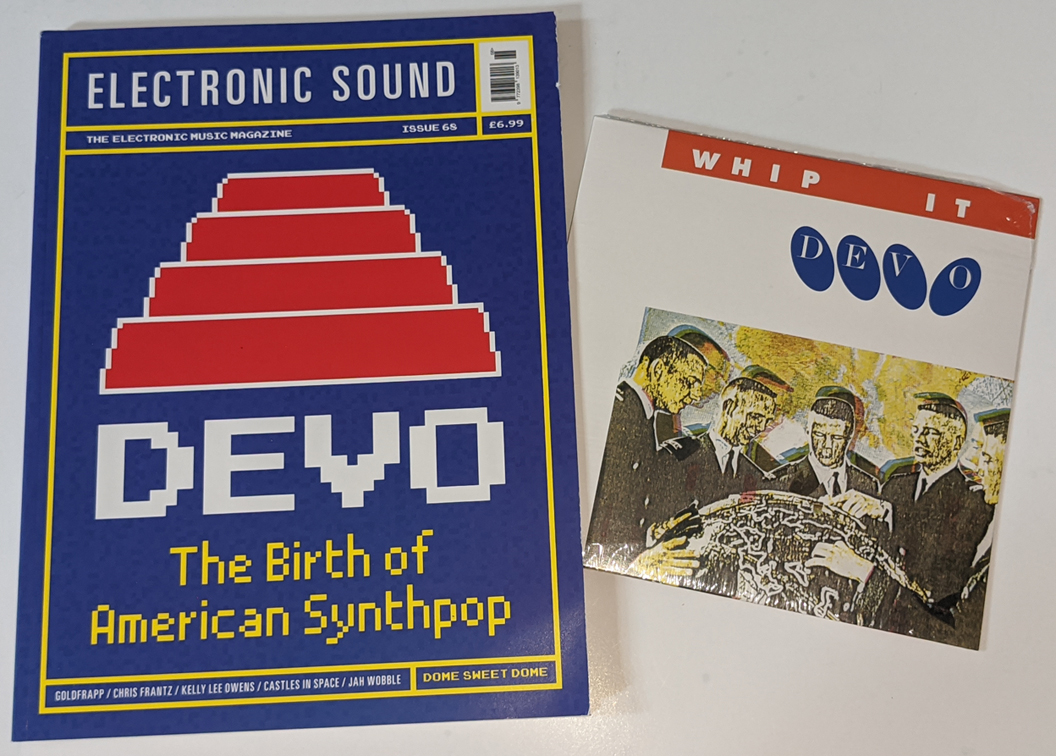 ELECTRONIC SOUND
THE ELECTRONIC MUSIC MAGAZINE
ISSUE 68
£6.99
DEVO
The Birth of
American Synthpop
GOLDFRAPP / CHRIS FRANTZ / KELLY LEE OWENS / CASTLES IN SPACE / JAH WOBBLE
DOME SWEET DOME
WHIP IT
DEVO